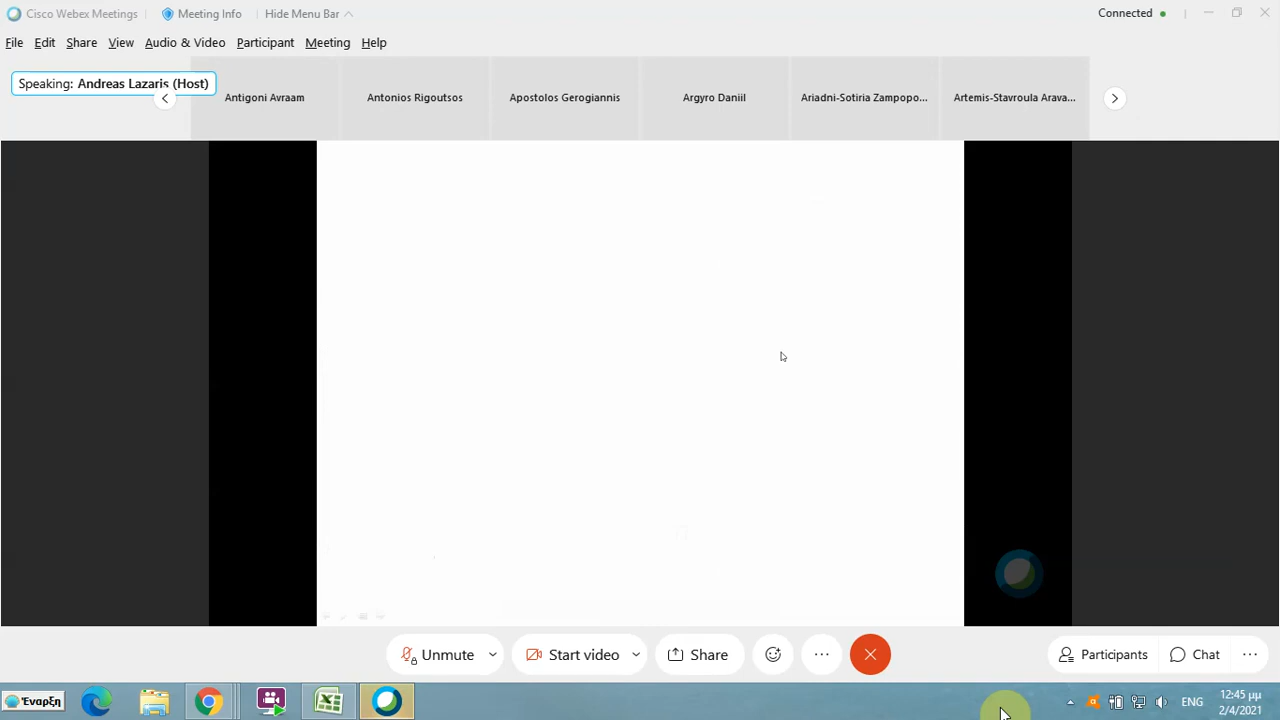 Cisco Webex Meetings
Meeting Info
Hide Menu Bar
Connected
File Edit Share View Audio & Video Participant Meeting Help
Speaking: Andreas Lazaris (Host)
Antigoni Avraam
Antonios Rigoutsos
Apostolos Gerogiannis
Argyro Daniil
Ariadni-Sotiria Zampopo...
Artemis-Stavroula Arava...
Unmute
Start video
Share
Participants
Chat
Έναρξη
ΕΝG
12:45 μμ
2/4/2021